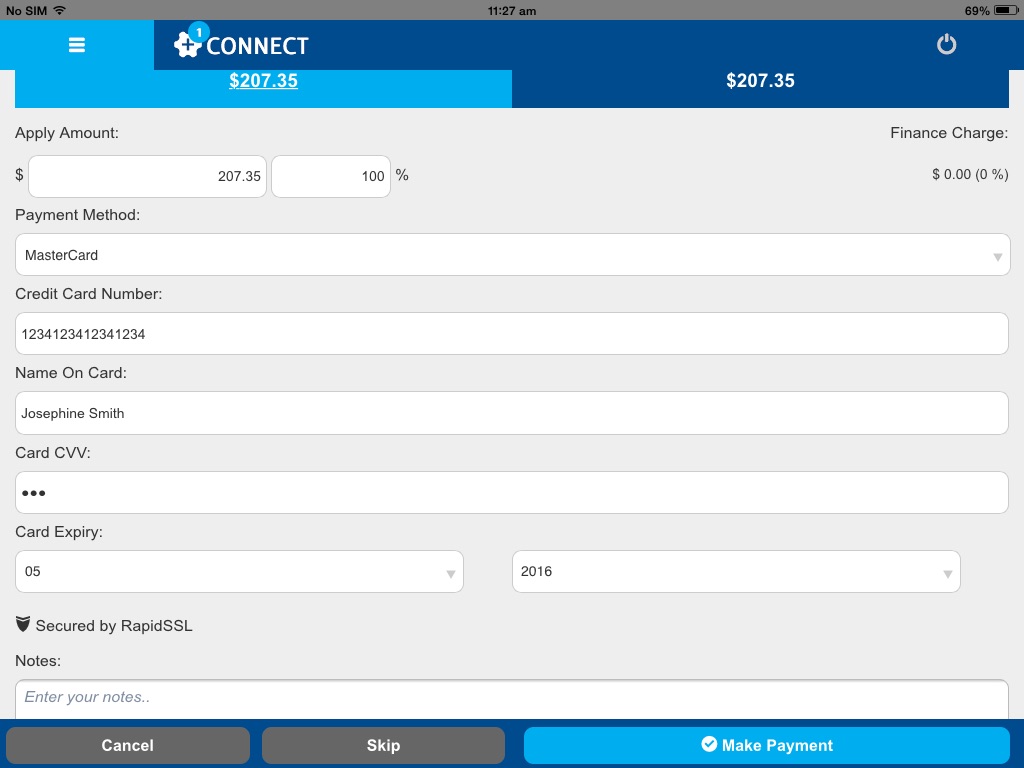 No SIM 11:27 am 69%
1
CONNECT
$207.35 $207.35
Apply Amount: Finance Charge:
$ 207.35 100 % $ 0.00 (0 %)
Payment Method:
MasterCard
Credit Card Number:
1234123412341234
Name On Card:
Josephine Smith
Card CVV:
•••
Card Expiry:
05 2016
Secured by RapidSSL
Notes:
Enter your notes..
Cancel Skip Make Payment